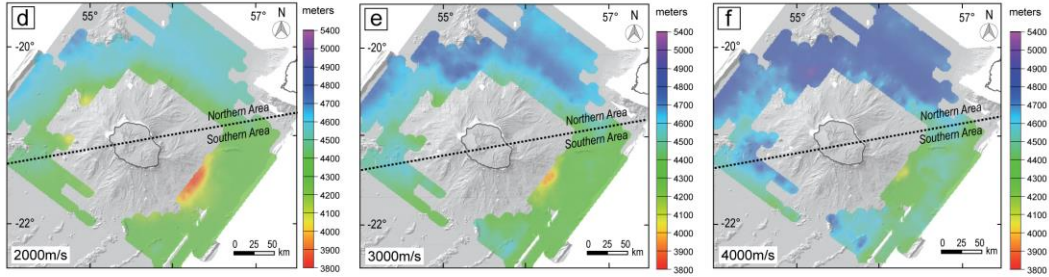 d
55°
57°
N
-20°
-22°
Northern Area
Southern Area
2000m/s
0 25 50
km
meters
5400
5300
5200
5100
5000
4900
4800
4700
4600
4500
4400
4300
4200
4100
4000
3900
3800
e
55°
57°
N
-20°
-22°
Northern Area
Southern Area
3000m/s
0 25 50
km
meters
5400
5300
5200
5100
5000
4900
4800
4700
4600
4500
4400
4300
4200
4100
4000
3900
3800
f
55°
57°
N
-20°
-22°
Northern Area
Southern Area
4000m/s
0 25 50
km
meters
5400
5300
5200
5100
5000
4900
4800
4700
4600
4500
4400
4300
4200
4100
4000
3900
3800